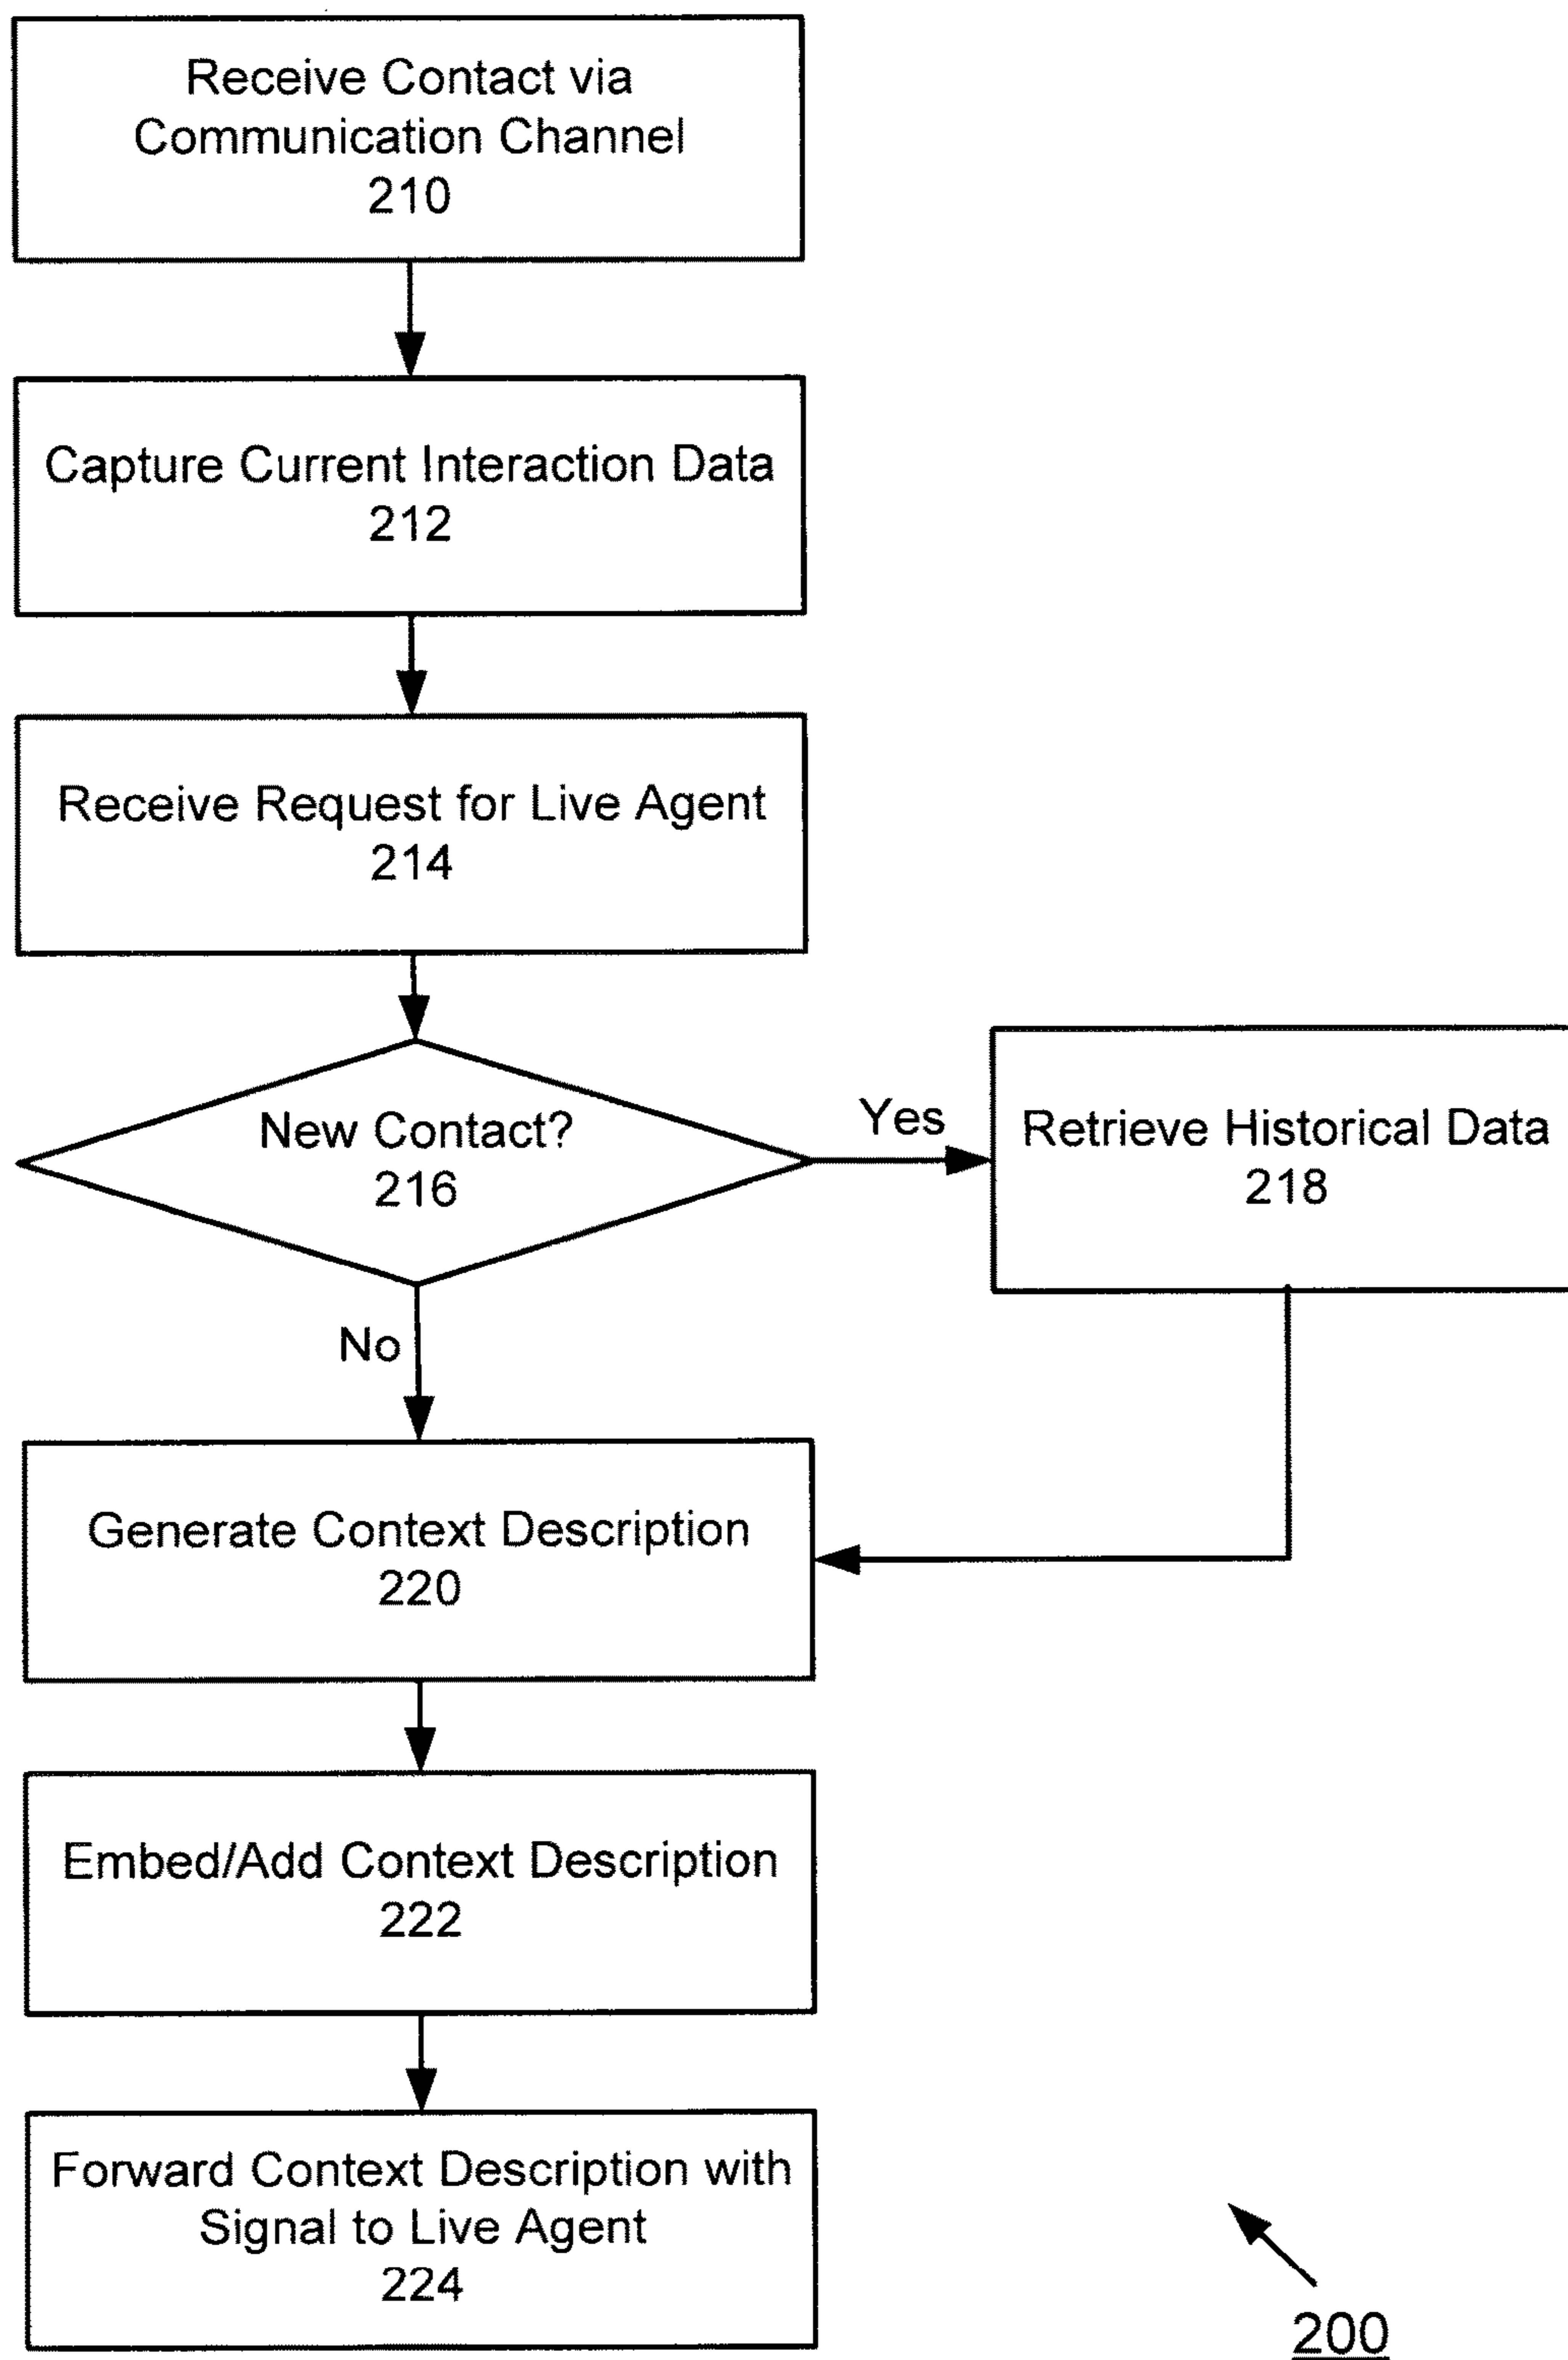 Receive Contact via
Communication Channel
210
Capture Current Interaction Data
212
Receive Request for Live Agent
214
New Contact?
216
Yes
Retrieve Historical Data
218
No
Generate Context Description
220
Embed/Add Context Description
222
Forward Context Description with
Signal to Live Agent
224
200